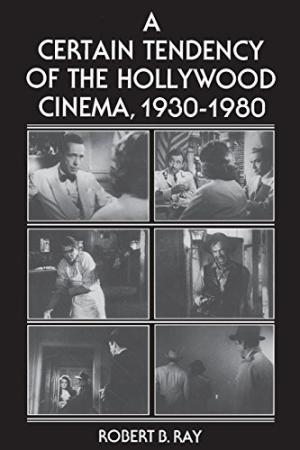 A
CERTAIN TENDENCY
OF THE HOLLYWOOD
CINEMA, 1930-1980
ROBERT B. RAY